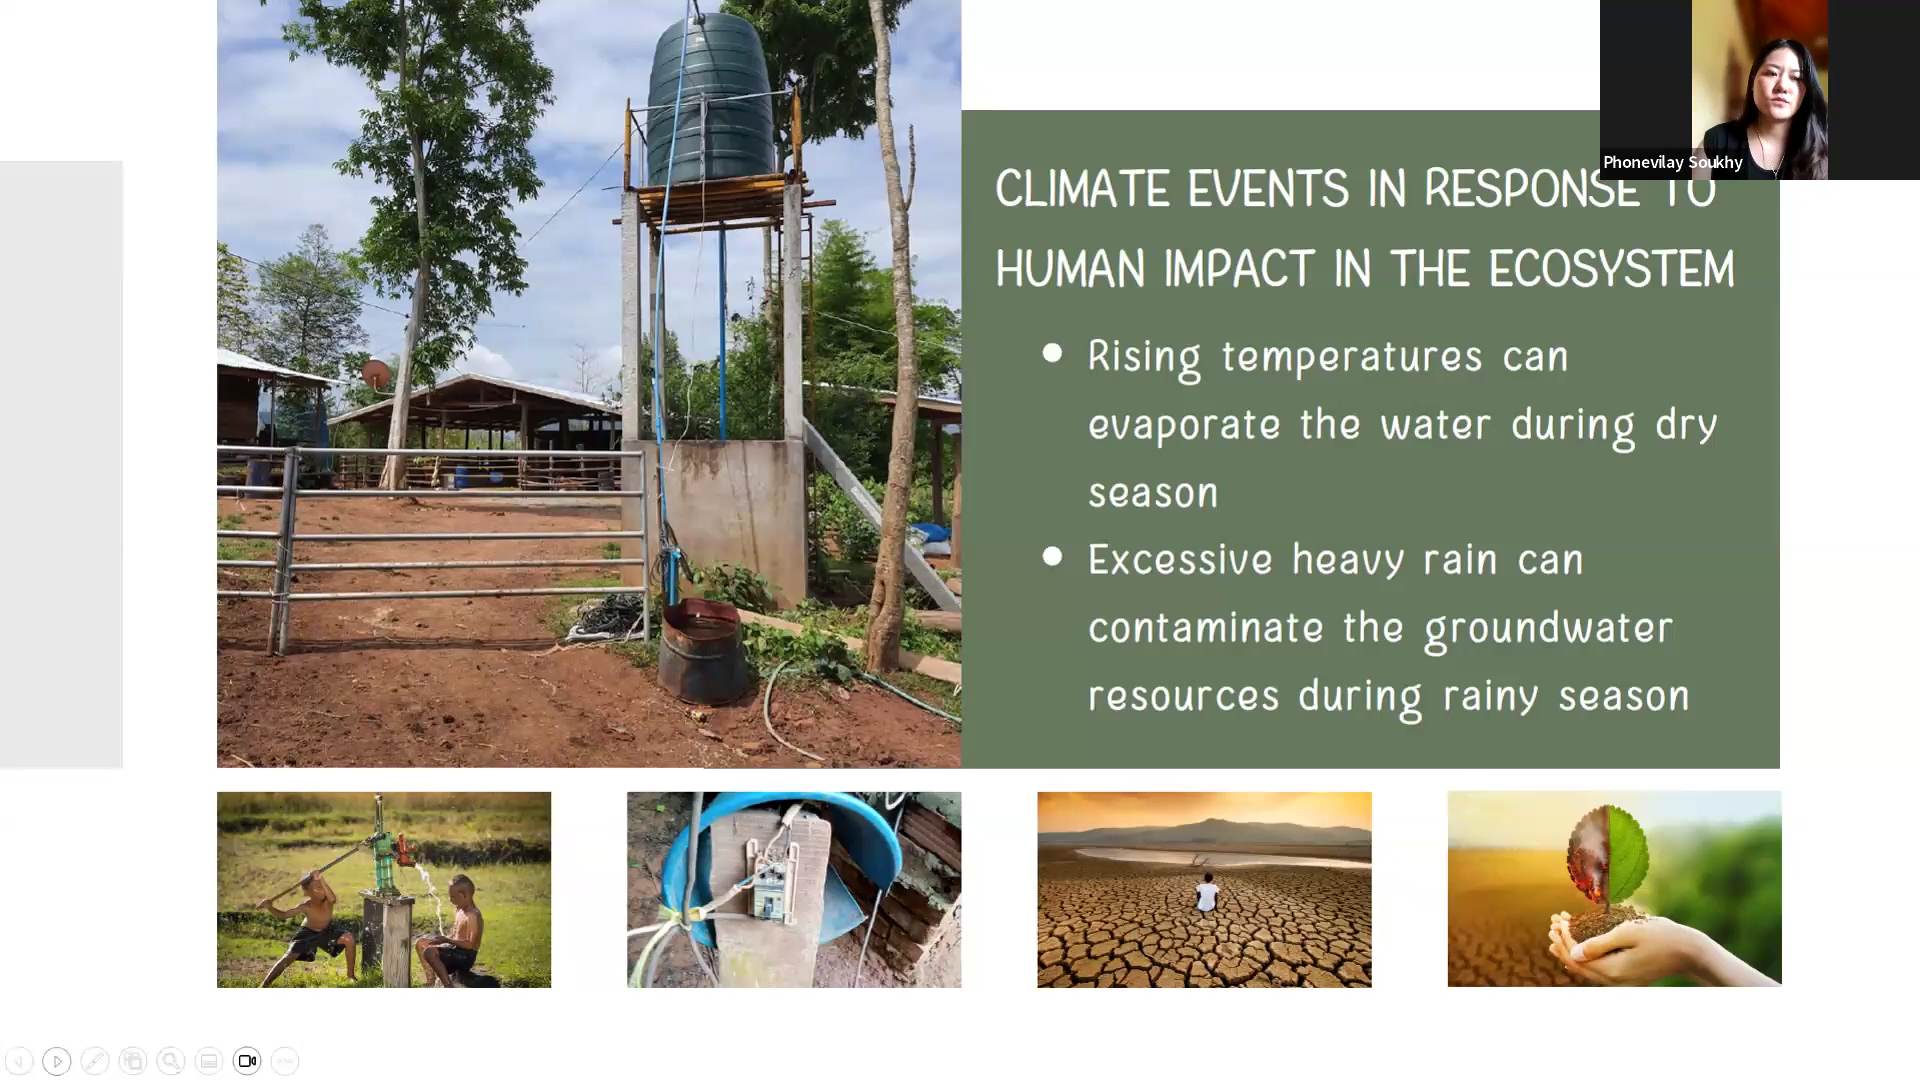 Phonevilay Soukhy
CLIMATE EVENTS IN RESPONSE TO
HUMAN IMPACT IN THE ECOSYSTEM
Rising temperatures can
evaporate the water during dry
season
Excessive heavy rain can
contaminate the groundwater
resources during rainy season